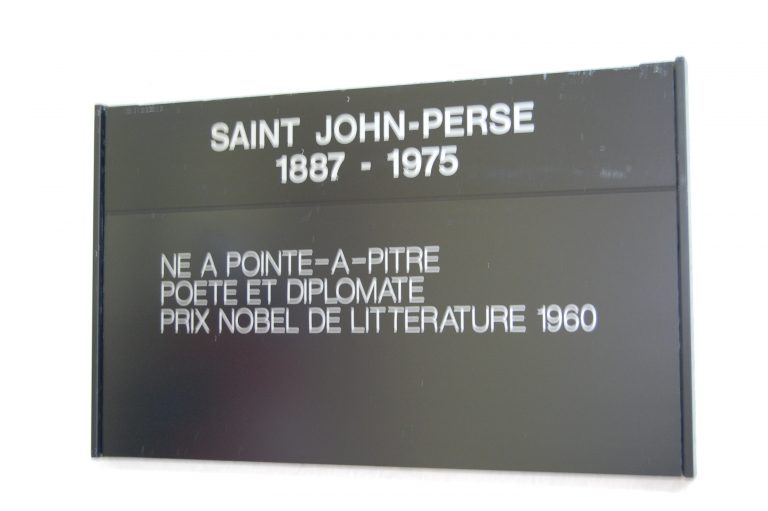 SAINT JOHN-PERSE
1887 - 1975
NE A POINTE-A-PITRE
POETE ET DIPLOMATE
PRIX NOBEL DE LITTERATURE 1960